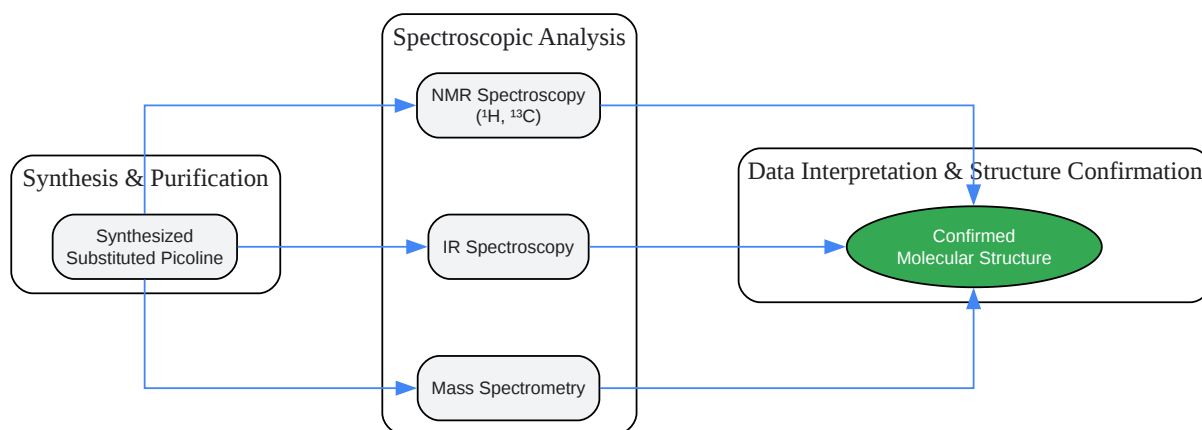 Synthesis & Purification
Synthesized
Substituted Picoline
Spectroscopic Analysis
NMR Spectroscopy
(¹H, ¹³C)
IR Spectroscopy
Mass Spectrometry
Data Interpretation & Structure Confirmation
Confirmed
Molecular Structure